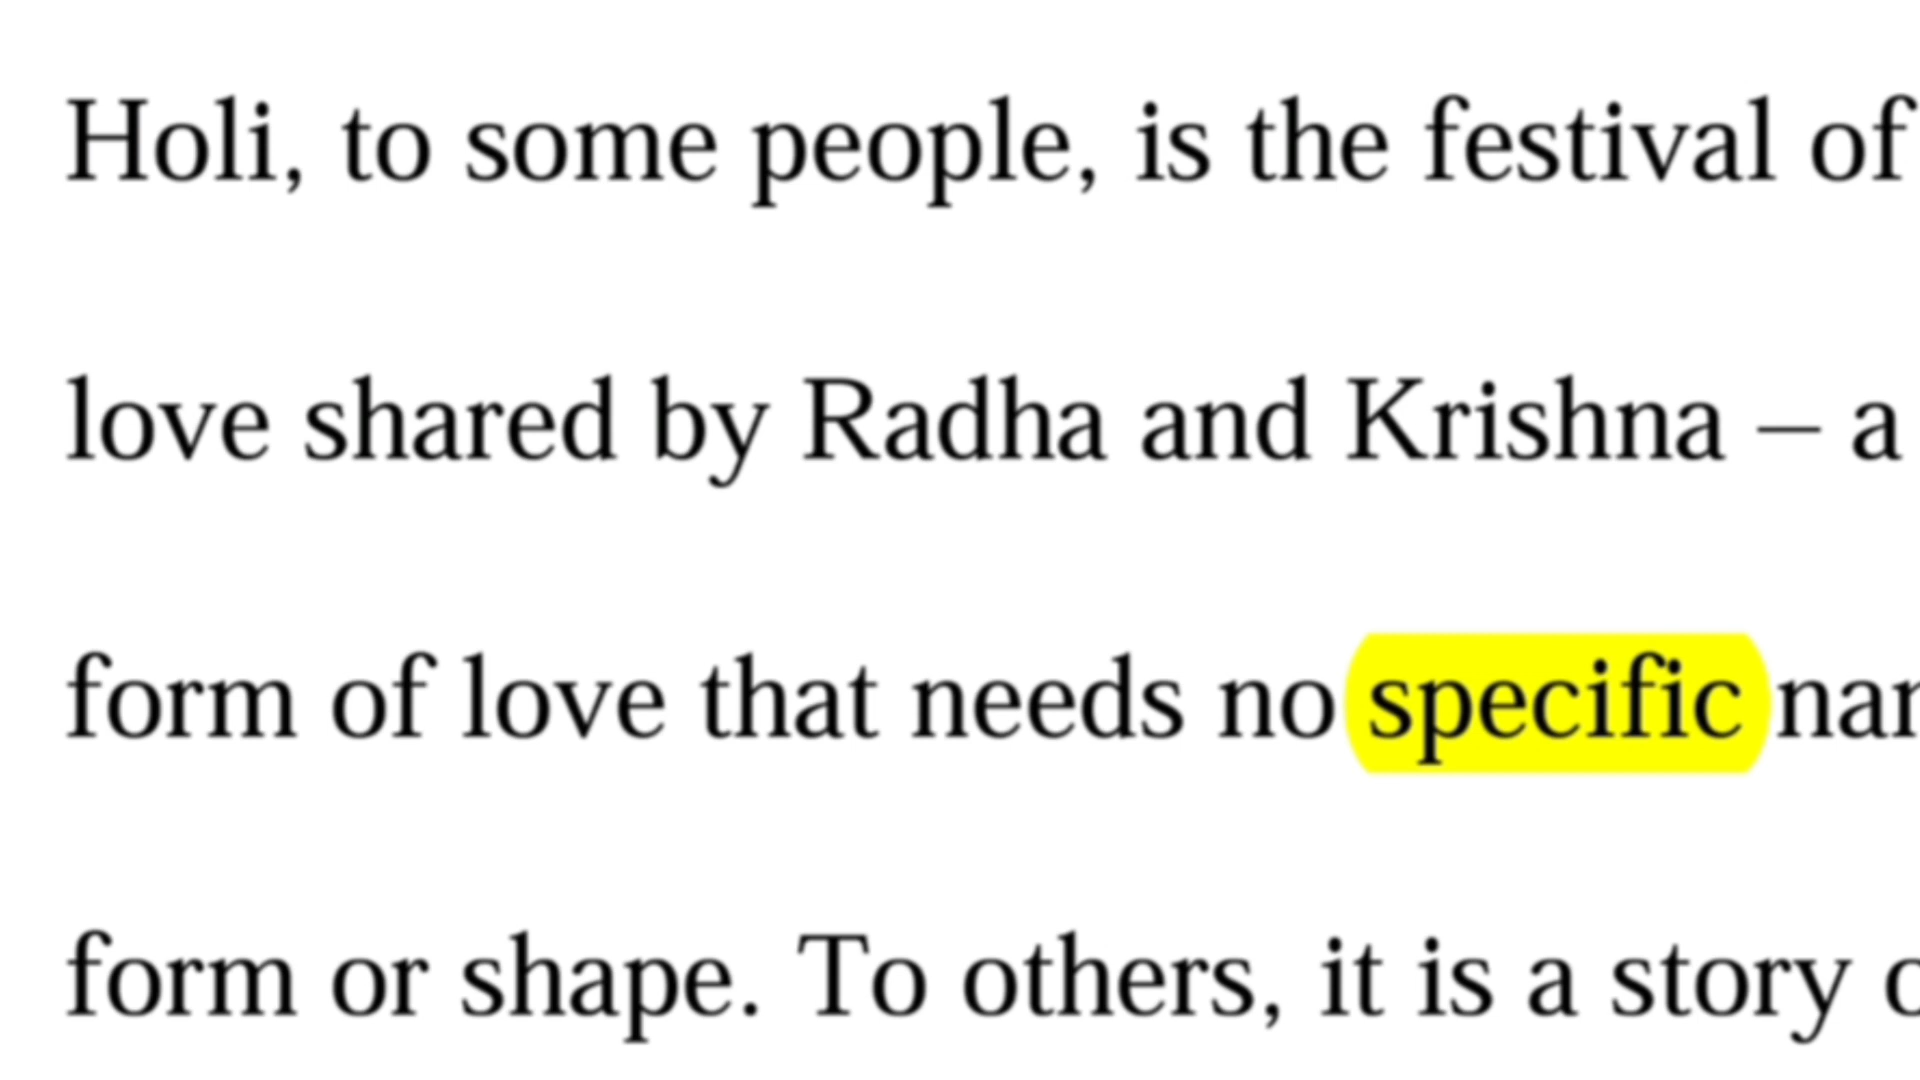 Holi, to some people, is the festival of
love shared by Radha and Krishna – a
form of love that needs no specific
form or shape. To others, it is a story